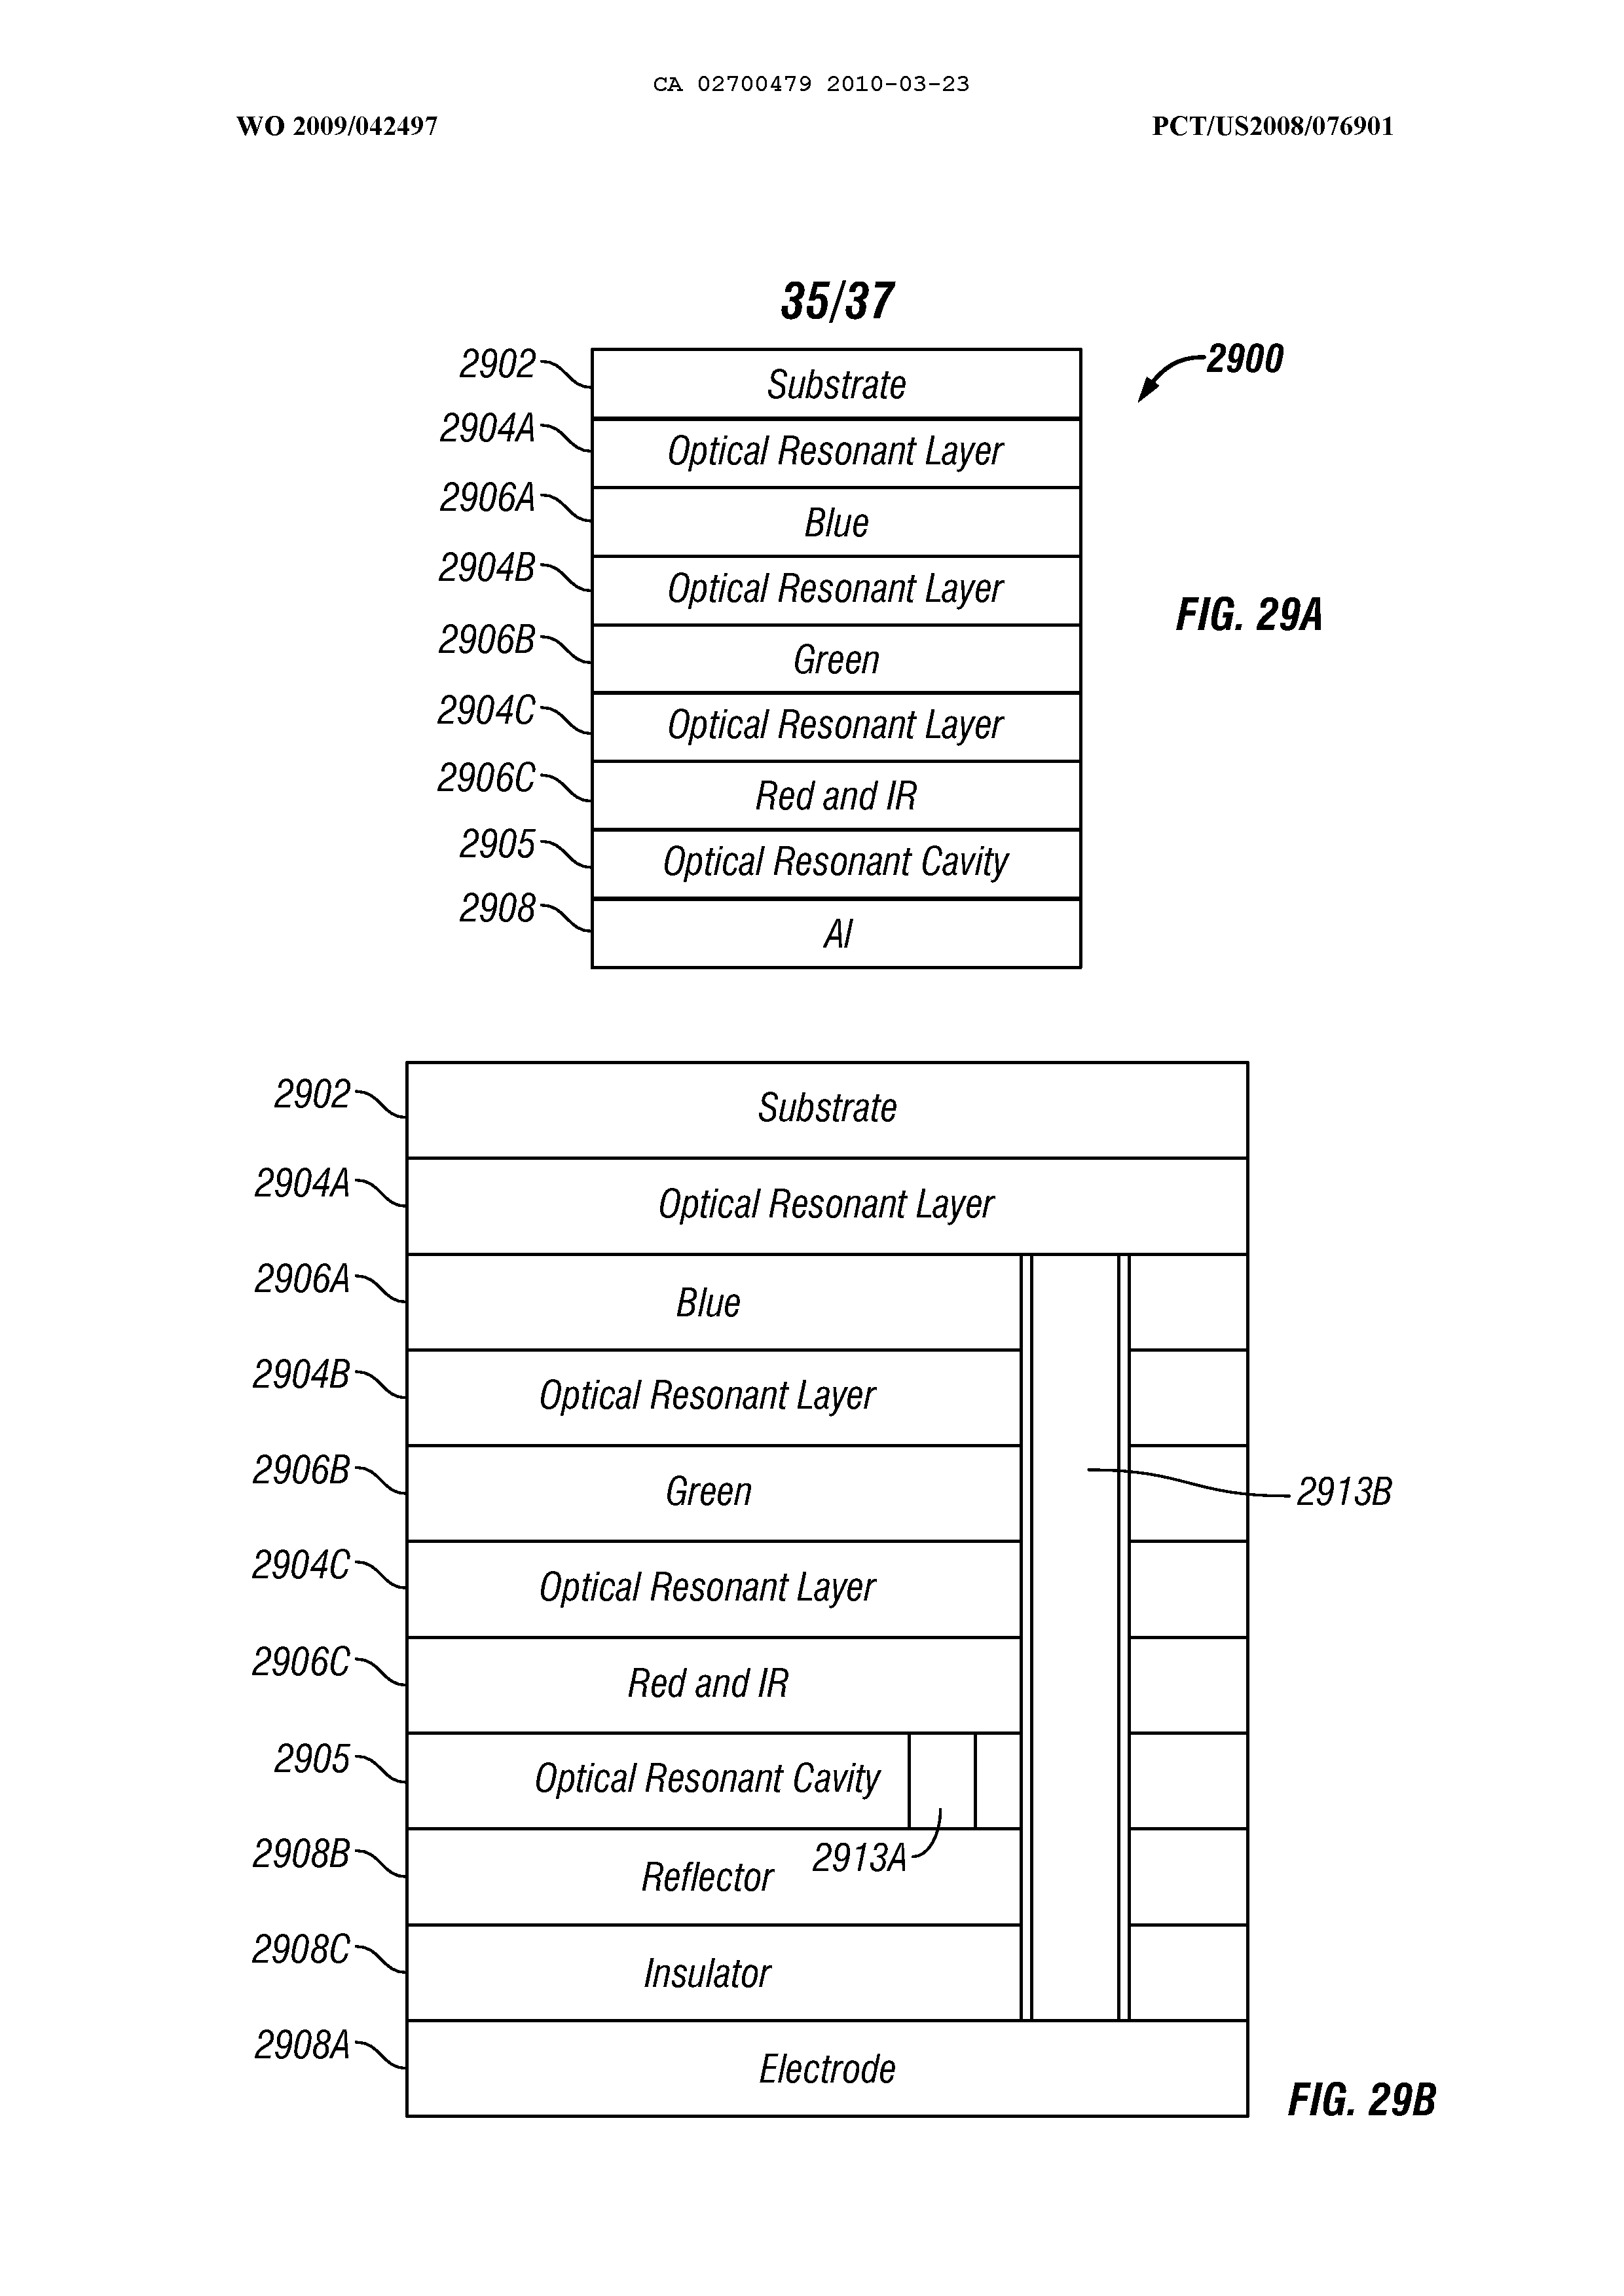 CA 02700479 2010-03-23
WO 2009/042497 PCT/US2008/076901
35/37
2900
2902 Substrate
2904A Optical Resonant Layer
2906A Blue
2904B Optical Resonant Layer
FIG. 29A
2906B Green
2904C Optical Resonant Layer
2906C Red and IR
2905 Optical Resonant Cavity
2908 Al
2902 Substrate
2904A Optical Resonant Layer
2906A Blue
2904B Optical Resonant Layer
2906B Green 2913B
2904C Optical Resonant Layer
2906C Red and IR
2905 Optical Resonant Cavity
2913A
2908B Reflector
2908C Insulator
2908A Electrode
FIG. 29B